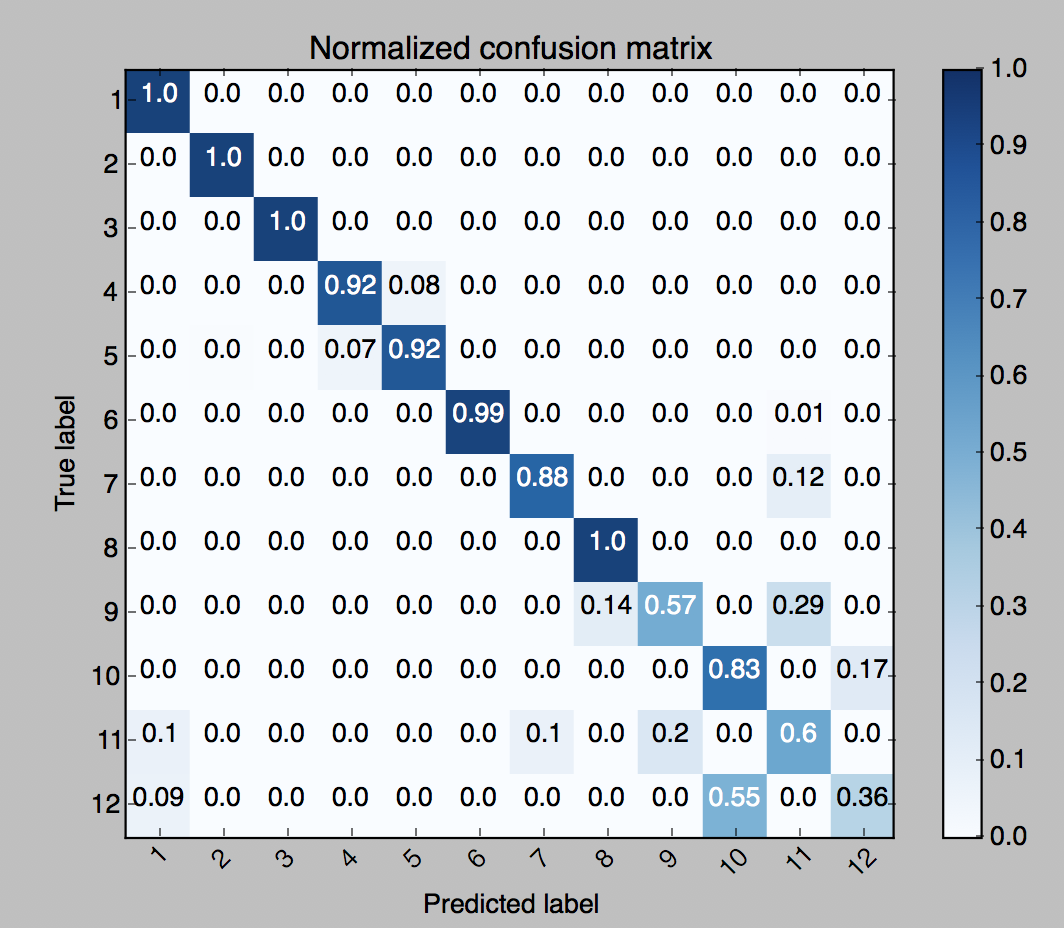 Normalized confusion matrix
1 1.0 0.0 0.0 0.0 0.0 0.0 0.0 0.0 0.0 0.0 0.0 0.0
2 0.0 1.0 0.0 0.0 0.0 0.0 0.0 0.0 0.0 0.0 0.0 0.0
3 0.0 0.0 1.0 0.0 0.0 0.0 0.0 0.0 0.0 0.0 0.0 0.0
4 0.0 0.0 0.0 0.92 0.08 0.0 0.0 0.0 0.0 0.0 0.0 0.0
5 0.0 0.0 0.0 0.07 0.92 0.0 0.0 0.0 0.0 0.0 0.0 0.0
6 0.0 0.0 0.0 0.0 0.0 0.99 0.0 0.0 0.0 0.0 0.01 0.0
7 0.0 0.0 0.0 0.0 0.0 0.0 0.88 0.0 0.0 0.0 0.12 0.0
8 0.0 0.0 0.0 0.0 0.0 0.0 0.0 1.0 0.0 0.0 0.0 0.0
9 0.0 0.0 0.0 0.0 0.0 0.0 0.0 0.14 0.57 0.0 0.29 0.0
10 0.0 0.0 0.0 0.0 0.0 0.0 0.0 0.0 0.0 0.83 0.0 0.17
11 0.1 0.0 0.0 0.0 0.0 0.0 0.1 0.0 0.2 0.0 0.6 0.0
12 0.09 0.0 0.0 0.0 0.0 0.0 0.0 0.0 0.0 0.55 0.0 0.36
1 2 3 4 5 6 7 8 9 10 11 12
Predicted label
True label
1.0
0.9
0.8
0.7
0.6
0.5
0.4
0.3
0.2
0.1
0.0